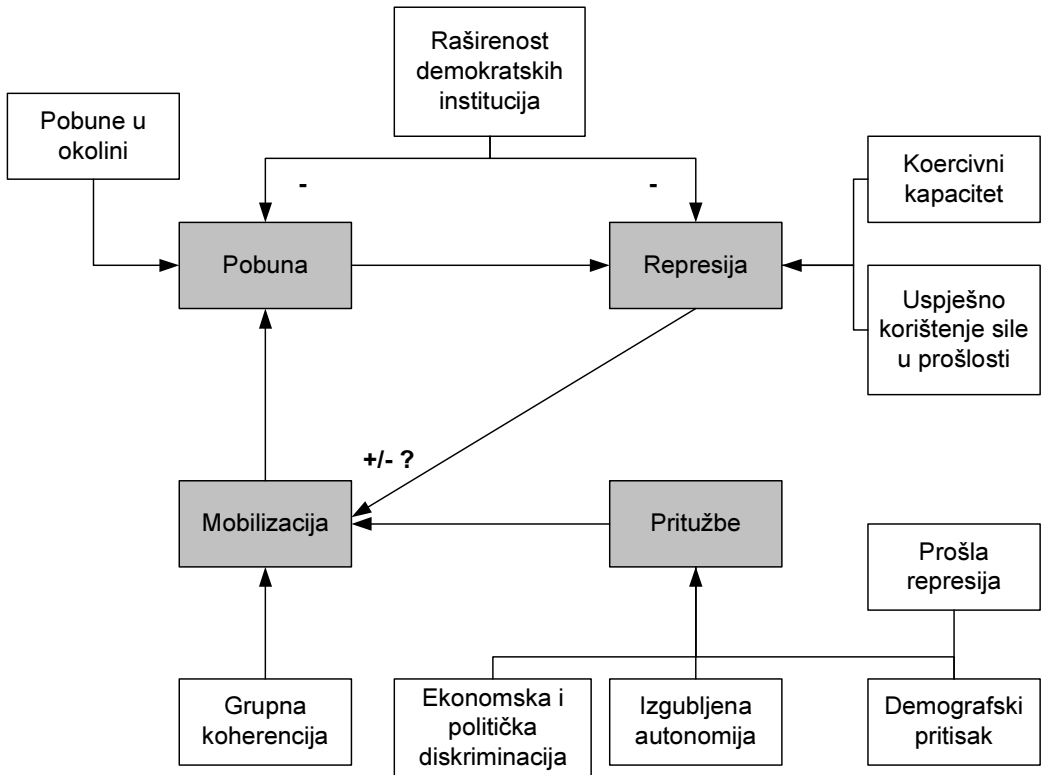 Raširenost
demokratskih
institucija
Pobune u
okolini
Koercivni
kapacitet
-
-
Pobuna
Represija
Uspješno
korištenje sile
u prošlosti
+/- ?
Mobilizacija
Pritužbe
Prošla
represija
Grupna
koherencija
Ekonomska i
politička
diskriminacija
Izgubljena
autonomija
Demografski
pritisak